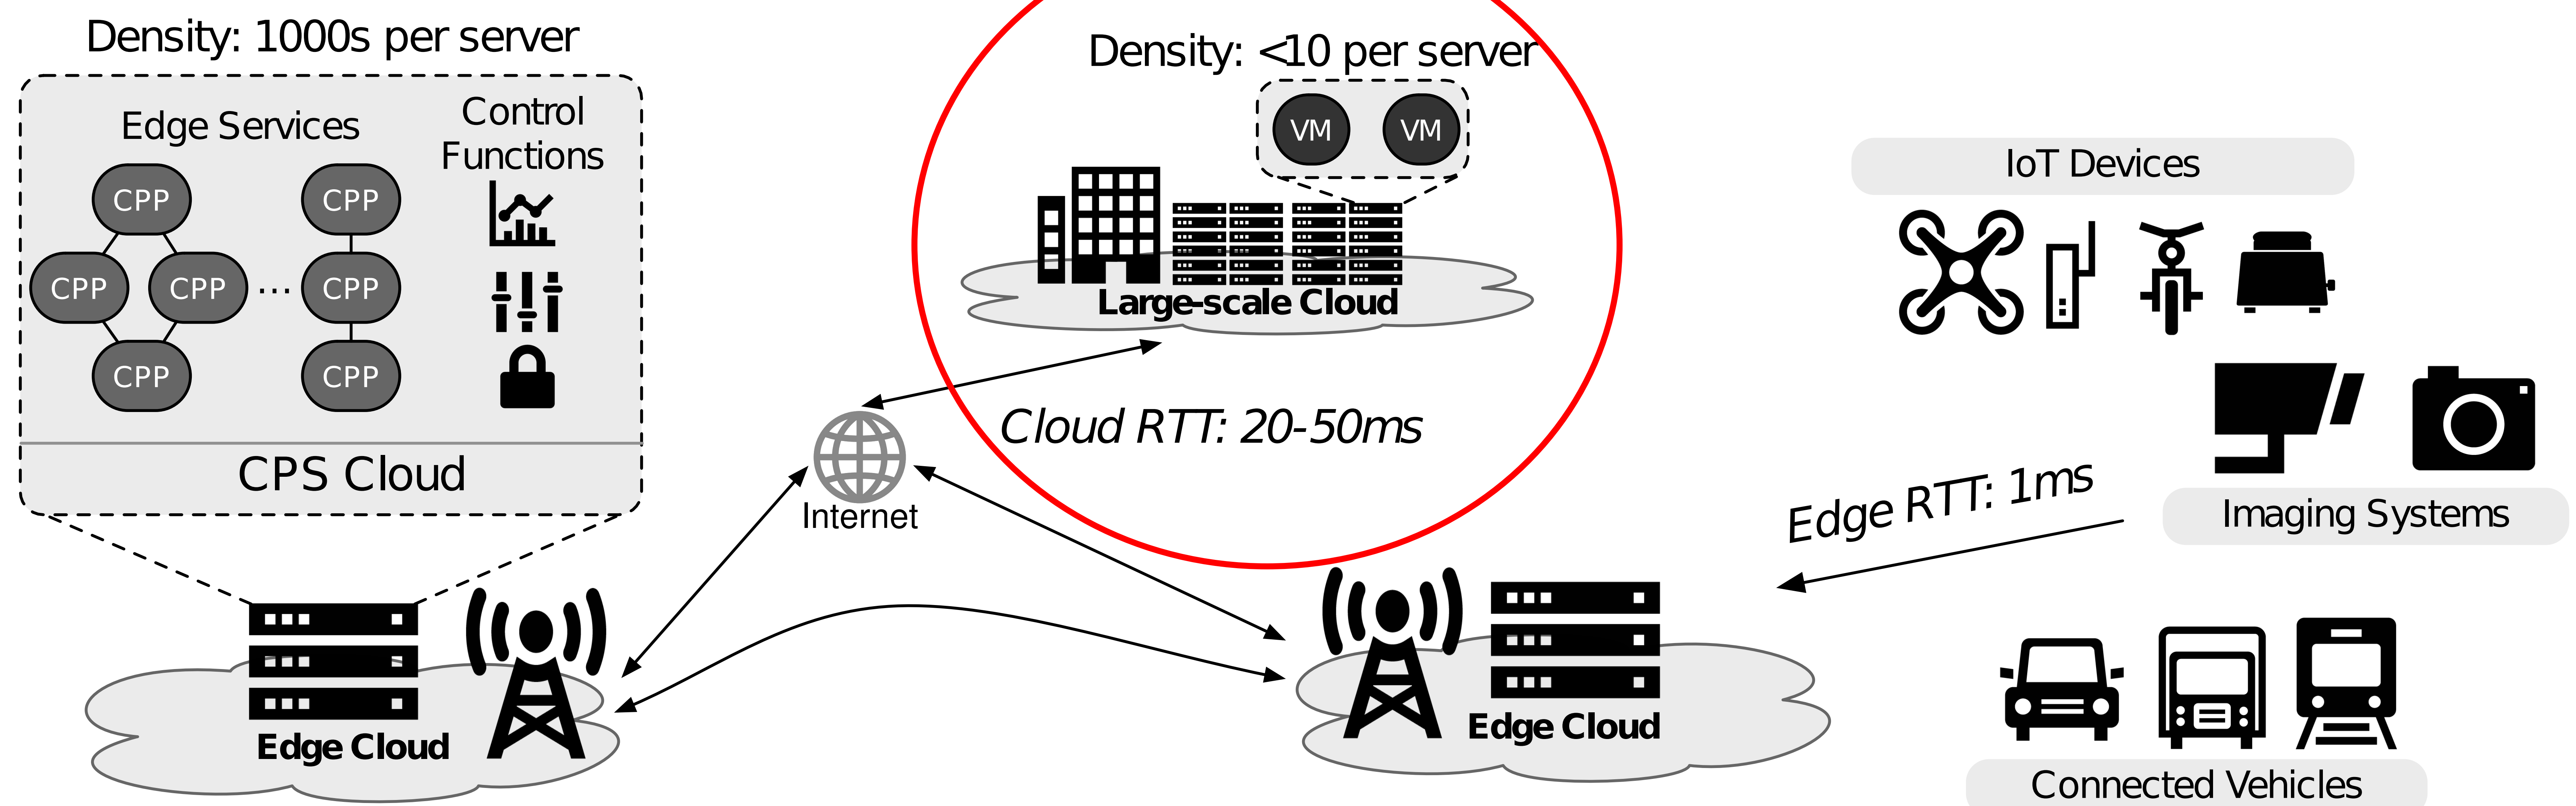 Density: 1000s per server
Edge Services
Control
Functions
CPP
CPP
CPP
CPP
...
CPP
CPP
CPP
CPS Cloud
Edge Cloud
Density: <10 per server
VM
VM
Large-scale Cloud
Cloud RTT: 20-50ms
Internet
Edge Cloud
Edge RTT: 1ms
IoT Devices
Imaging Systems
Connected Vehicles